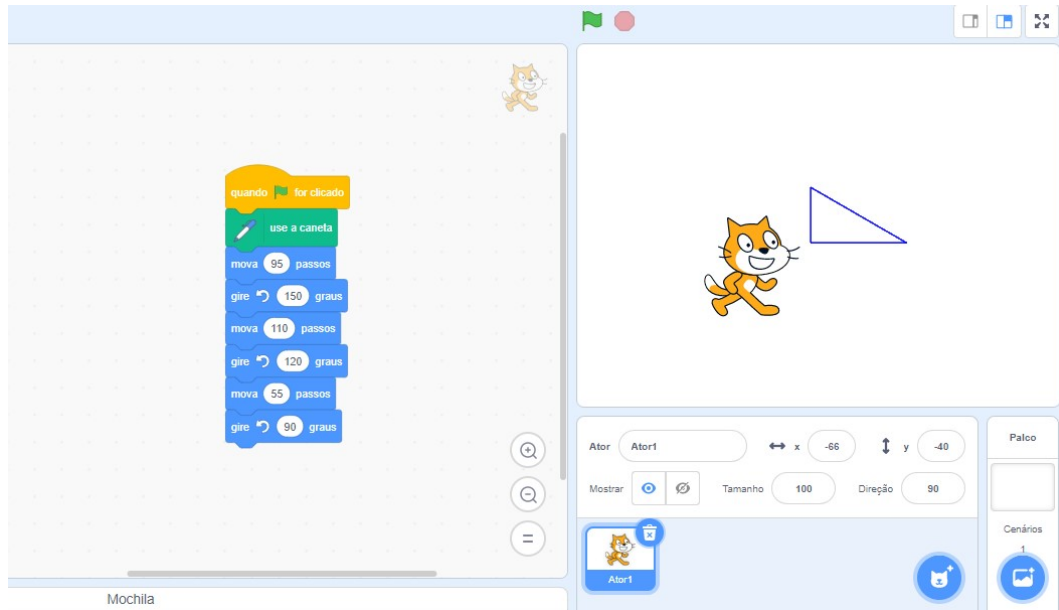 quando for clicado
use a caneta
mova 95 passos
gire 150 graus
mova 110 passos
gire 120 graus
mova 55 passos
gire 90 graus
Mochila
Ator Ator1 x -66 y -40
Mostrar Tamanho 100 Direção 90
Ator1
Palco
Cenários
1